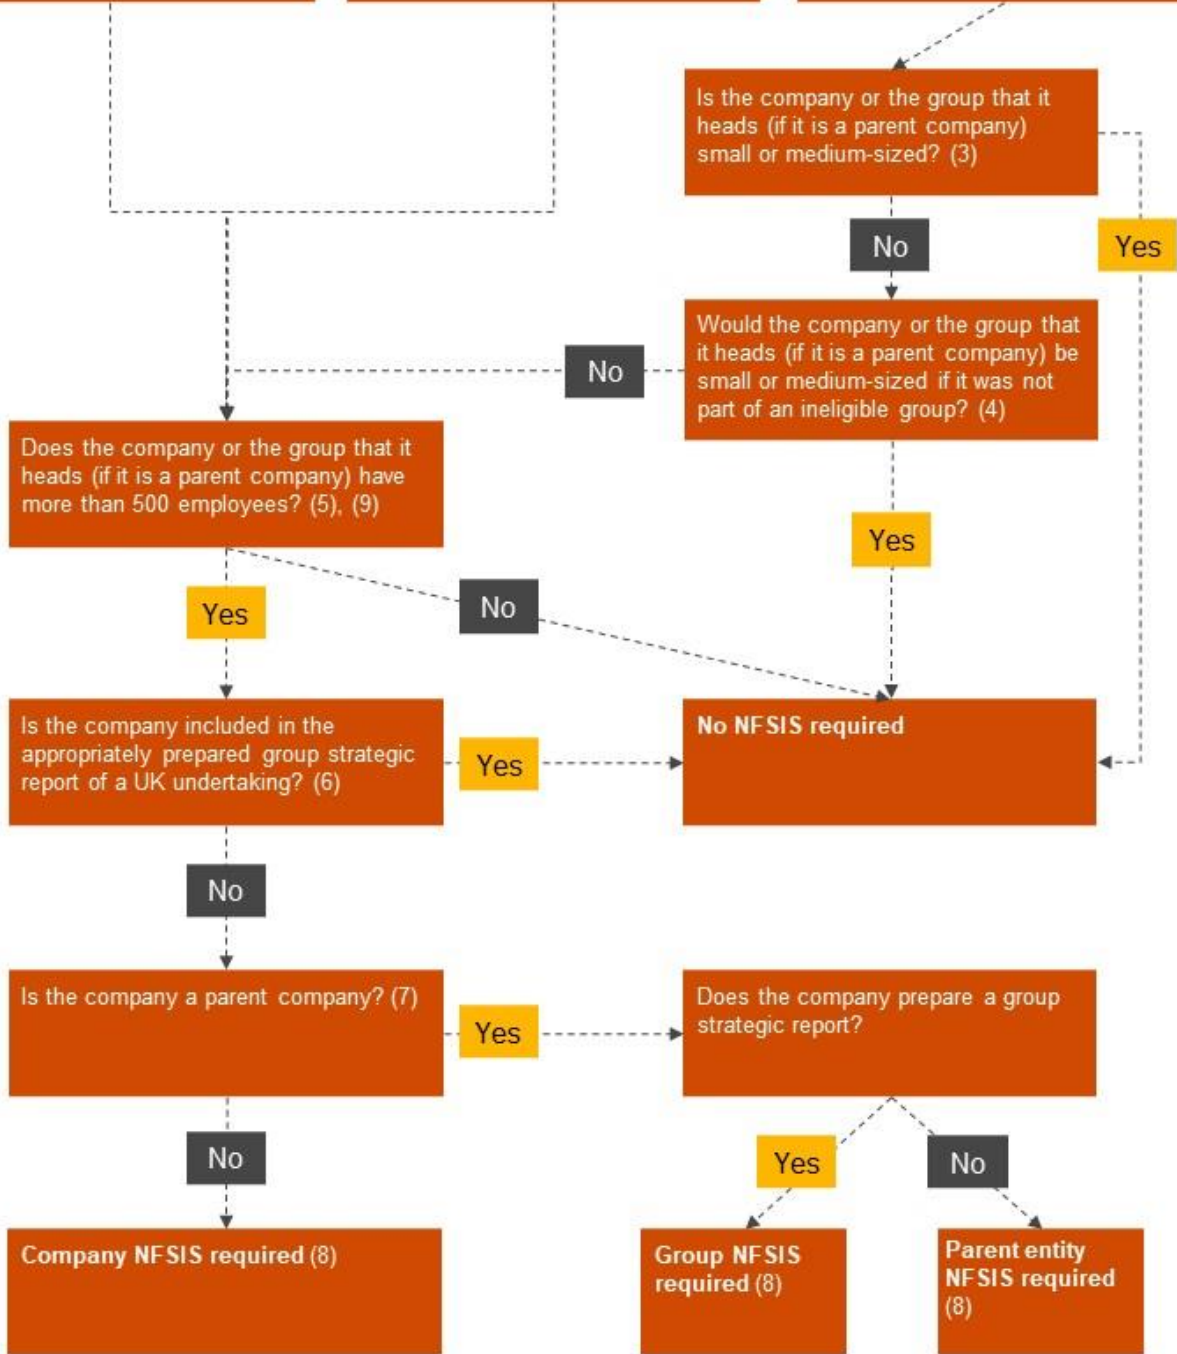 Is the company or the group that it
heads (if it is a parent company)
small or medium-sized? (3)
No
Yes
Would the company or the group that
it heads (if it is a parent company) be
small or medium-sized if it was not
part of an ineligible group? (4)
No
Does the company or the group that it
heads (if it is a parent company) have
more than 500 employees? (5), (9)
Yes
Yes
No
Is the company included in the
appropriately prepared group strategic
report of a UK undertaking? (6)
Yes
No NFSIS required
No
Is the company a parent company? (7)
Yes
Does the company prepare a group
strategic report?
No
Yes
No
Company NFSIS required (8)
Group NFSIS
required (8)
Parent entity
NFSIS required
(8)